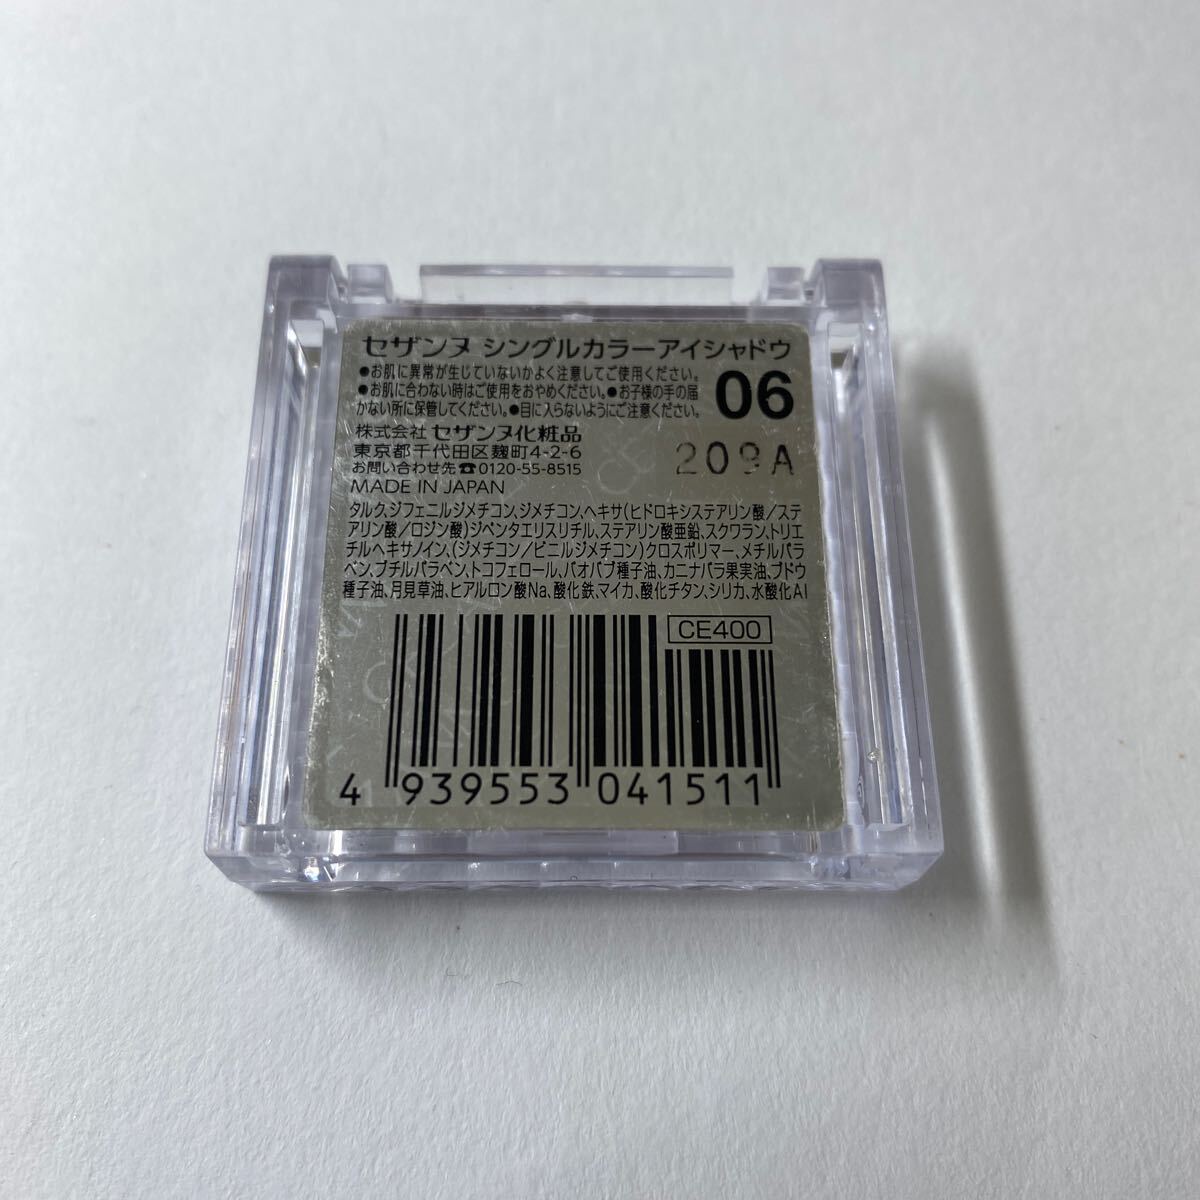 セザンヌ シングルカラーアイシャドウ
●お肌に異常が生じていないかよく注意してご使用ください。
●お肌に合わない時はご使用をおやめください。●お子様の手の届
かない所に保管してください。●目に入らないようにご注意ください。
06
株式会社 セザンヌ化粧品
東京都千代田区麹町4-2-6
お問い合わせ先☎0120-55-8515
MADE IN JAPAN
209A
タルク,ジフェニルジメチコン,ジメチコン,ヘキサ(ヒドロキシステアリン酸/ステ
アリン酸/ロジン酸)ジペンタエリスリチル,ステアリン酸亜鉛,スクワラン,トリエ
チルヘキサノイン,(ジメチコン/ビニルジメチコン)クロスポリマー,メチルパラ
ベン,ブチルパラベン,トコフェロール,バオバブ種子油,カニナバラ果実油,ブドウ
種子油,月見草油,ヒアルロン酸Na,酸化鉄,マイカ,酸化チタン,シリカ,水酸化Al
CE400
4 939553 041511